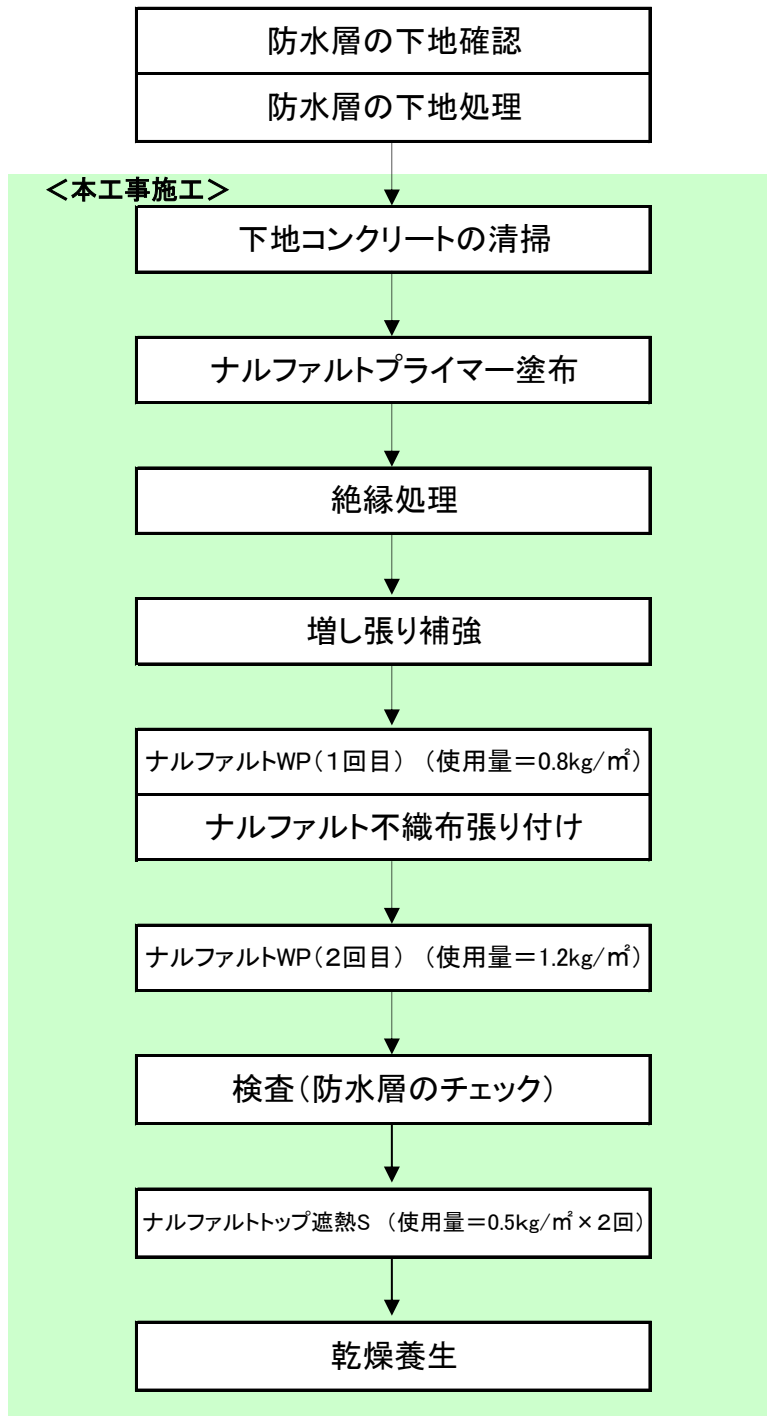 防水層の下地確認
防水層の下地処理
＜本工事施工＞
下地コンクリートの清掃
ナルファルトプライマー塗布
絶縁処理
増し張り補強
ナルファルトWP（１回目）　（使用量＝0.8kg/㎡）
ナルファルト不織布張り付け
ナルファルトWP（２回目）　（使用量＝1.2kg/㎡）
検査（防水層のチェック）
ナルファルトトップ遮熱S　（使用量＝0.5kg/㎡×２回）
乾燥養生